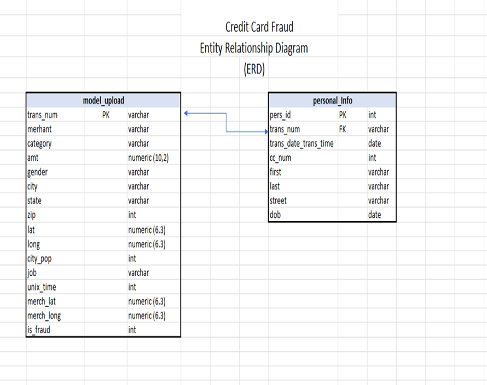 Credit Card Fraud
Entity Relationship Diagram
(ERD)
model_upload
trans_num PK varchar
merhant varchar
category varchar
amt numeric (10,2)
gender varchar
city varchar
state varchar
zip int
lat numeric (6.3)
long numeric (6.3)
city_pop int
job varchar
unix_time int
merch_lat numeric (6.3)
merch_long numeric (6.3)
is_fraud int
personal_info
pers_id PK int
trans_num FK varchar
trans_date_trans_time date
cc_num int
first varchar
last varchar
street varchar
dob date